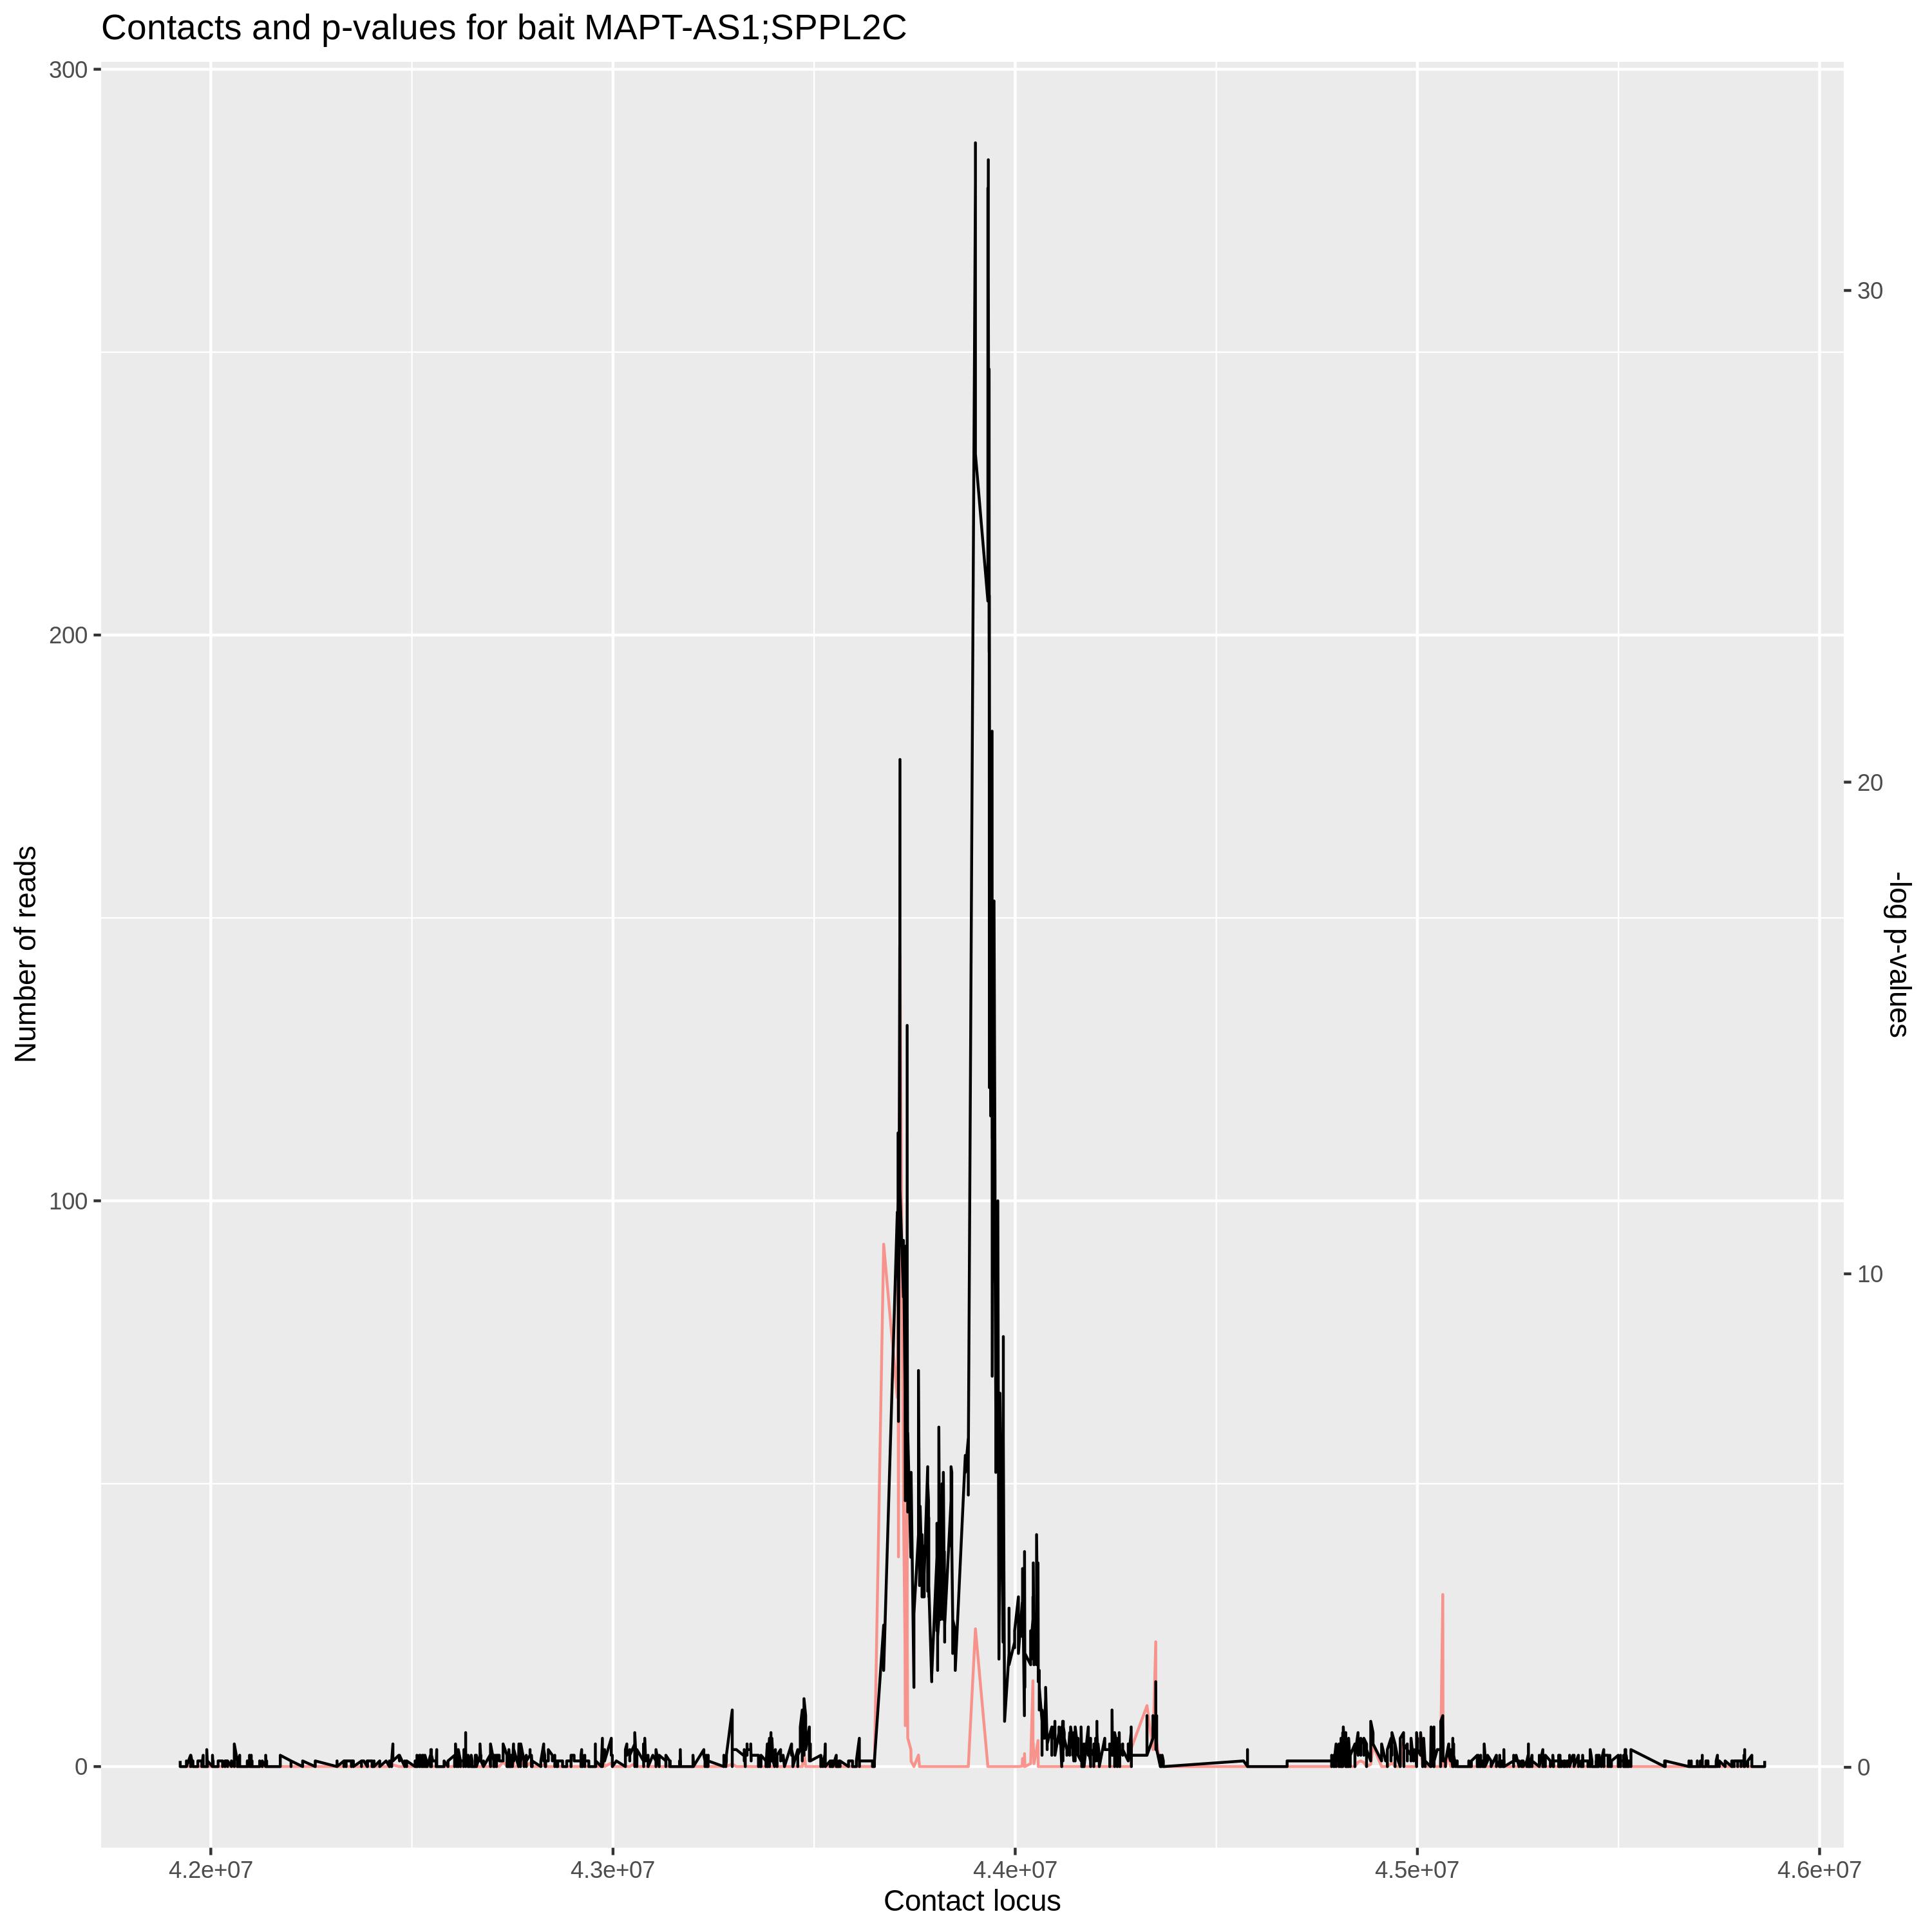 Contacts and p-values for bait MAPT-AS1;SPPL2C
300
200
100
0
Number of reads
30
20
10
0
-log p-values
4.2e+07
4.3e+07
4.4e+07
4.5e+07
4.6e+07
Contact locus